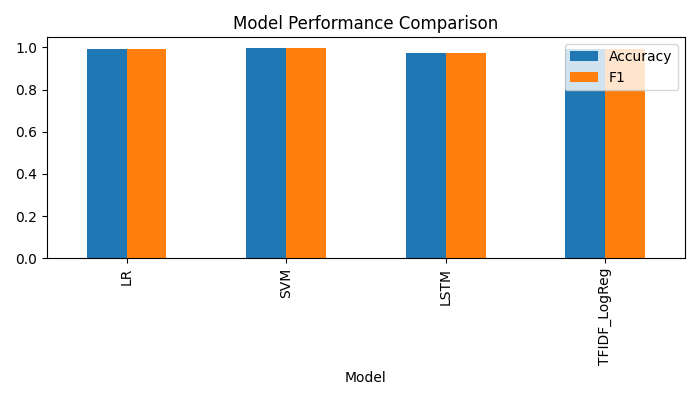 Model Performance Comparison
1.0
0.8
0.6
0.4
0.2
0.0
Accuracy
F1
LR
SVM
LSTM
TFIDF_LogReg
Model